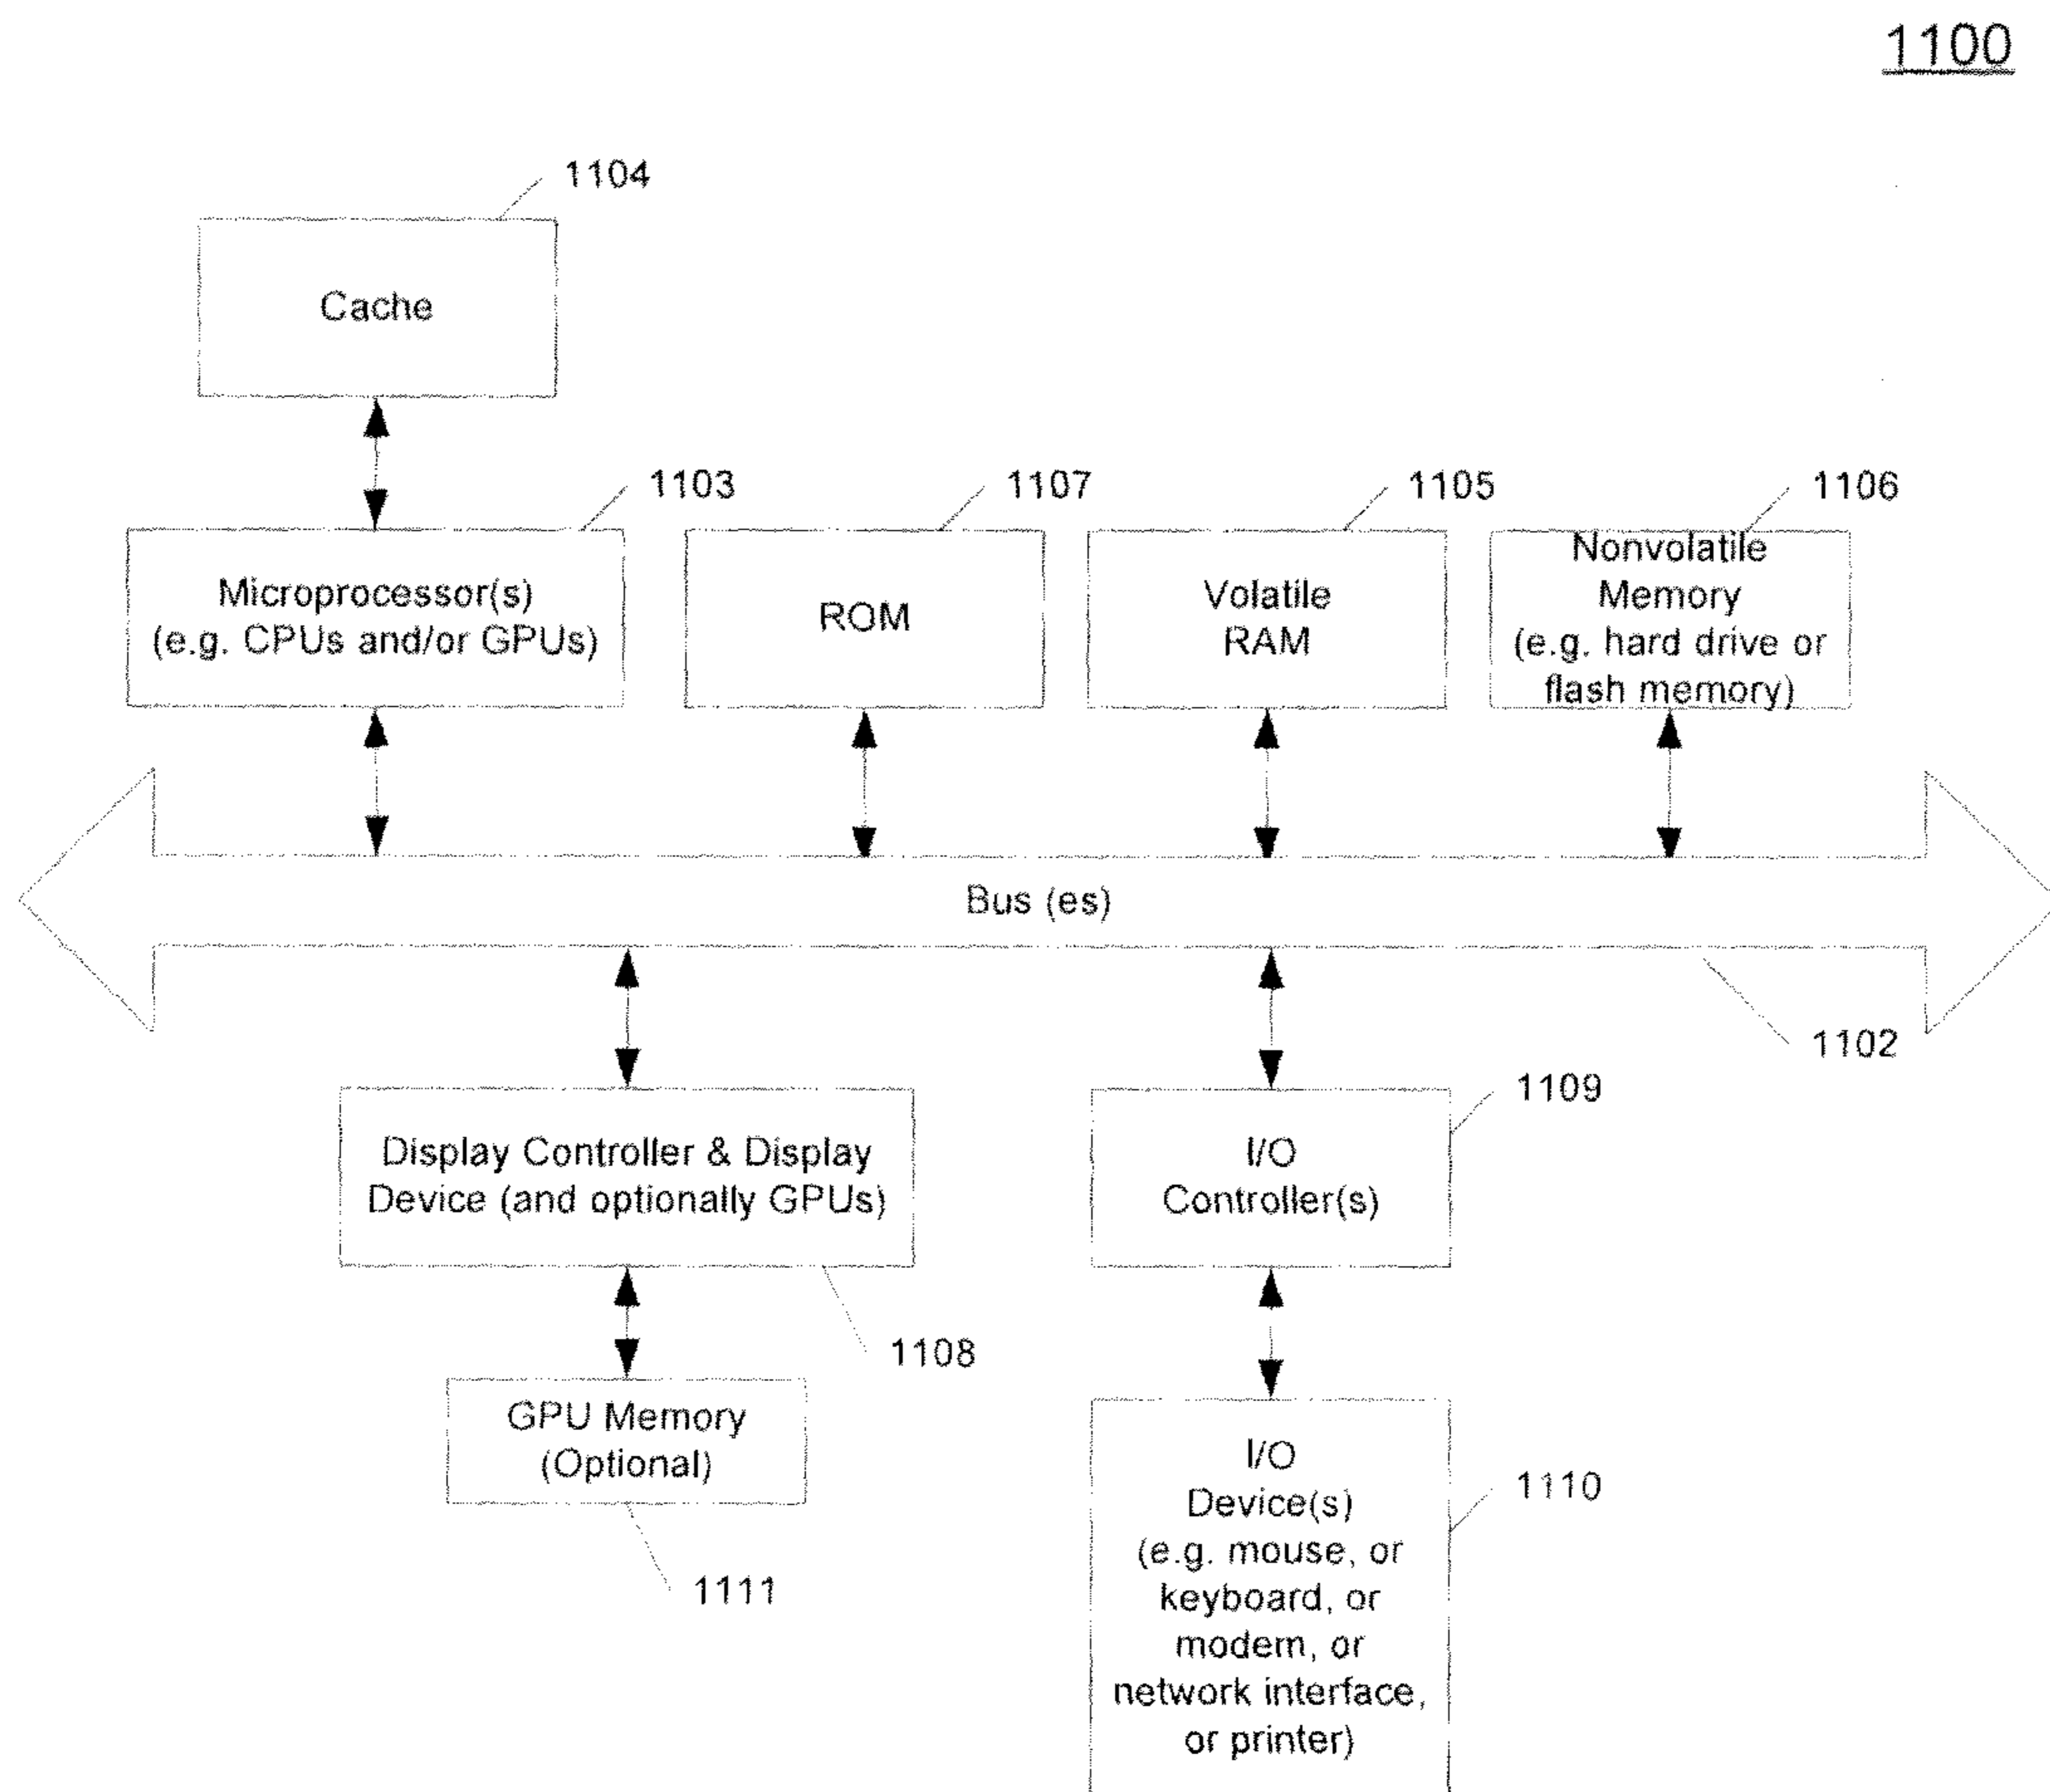 1100
1104
Cache
1103
1107
1105
1106
Microprocessor(s)
(e.g. CPUs and/or GPUs)
ROM
Volatile
RAM
Nonvolatile
Memory
(e.g. hard drive or
flash memory)
Bus (es)
1102
1109
Display Controller & Display
Device (and optionally GPUs)
I/O
Controller(s)
1108
GPU Memory
(Optional)
1111
I/O
Device(s)
(e.g. mouse, or
keyboard, or
modem, or
network interface,
or printer)
1110